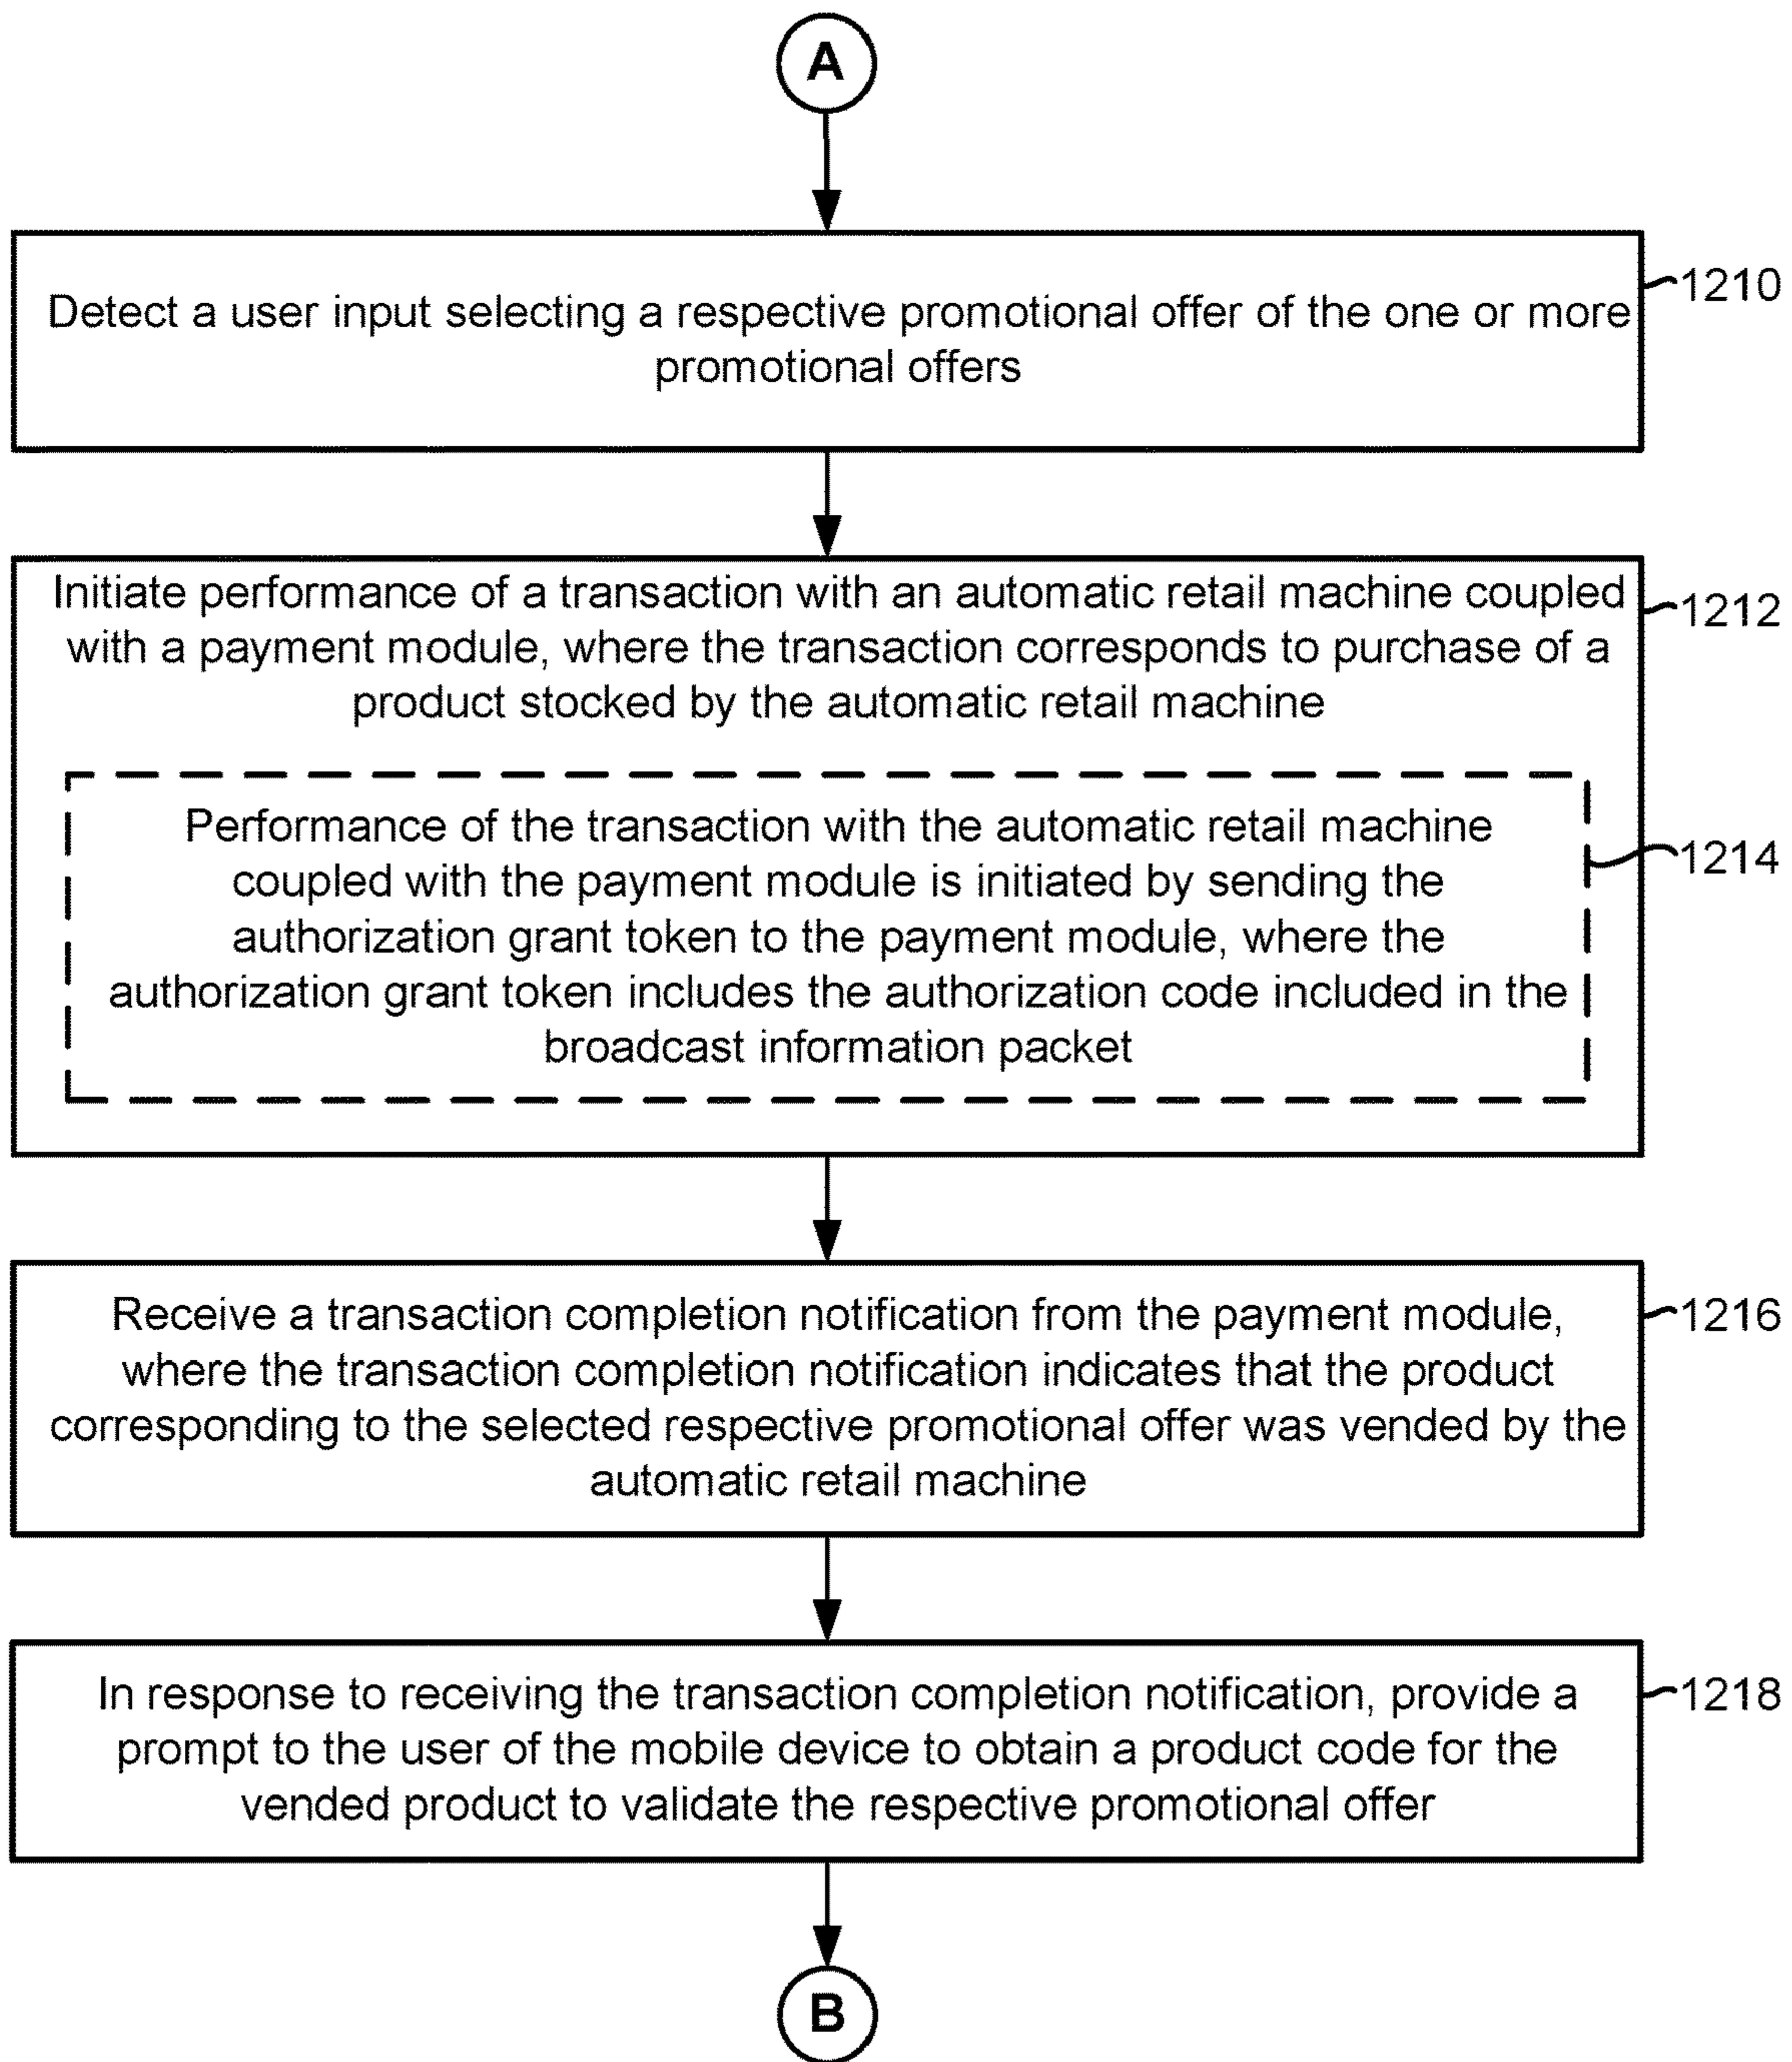 A
Detect a user input selecting a respective promotional offer of the one or more
promotional offers
1210
Initiate performance of a transaction with an automatic retail machine coupled
with a payment module, where the transaction corresponds to purchase of a
product stocked by the automatic retail machine
1212
Performance of the transaction with the automatic retail machine
coupled with the payment module is initiated by sending the
authorization grant token to the payment module, where the
authorization grant token includes the authorization code included in the
broadcast information packet
1214
Receive a transaction completion notification from the payment module,
where the transaction completion notification indicates that the product
corresponding to the selected respective promotional offer was vended by the
automatic retail machine
1216
In response to receiving the transaction completion notification, provide a
prompt to the user of the mobile device to obtain a product code for the
vended product to validate the respective promotional offer
1218
B